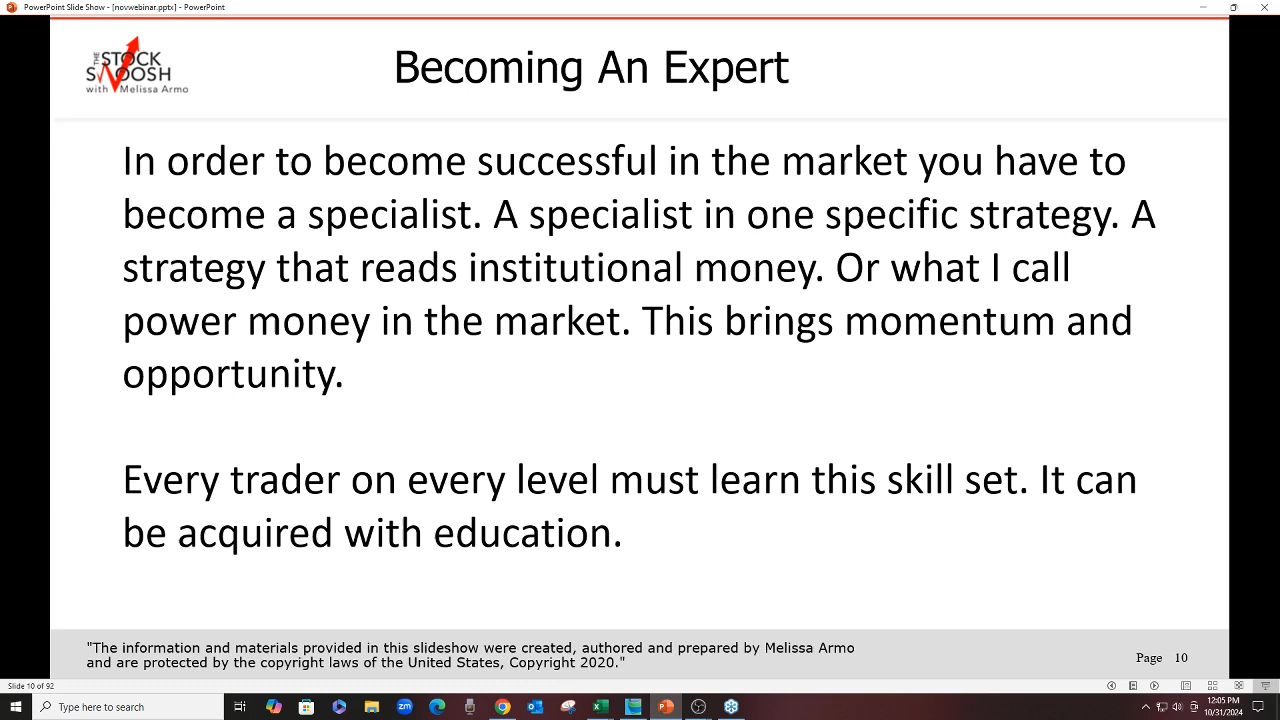 PowerPoint Slide Show - [novwebinar.pptx] - PowerPoint
THE
STOCK
SWOOSH
with Melissa Armo
Becoming An Expert
In order to become successful in the market you have to
become a specialist. A specialist in one specific strategy. A
strategy that reads institutional money. Or what I call
power money in the market. This brings momentum and
opportunity.
Every trader on every level must learn this skill set. It can
be acquired with education.
"The information and materials provided in this slideshow were created, authored and prepared by Melissa Armo
and are protected by the copyright laws of the United States, Copyright 2020."
Page 10
Slide 10 of 92
Type here to search
zm
12:05 PM
10/31/2024